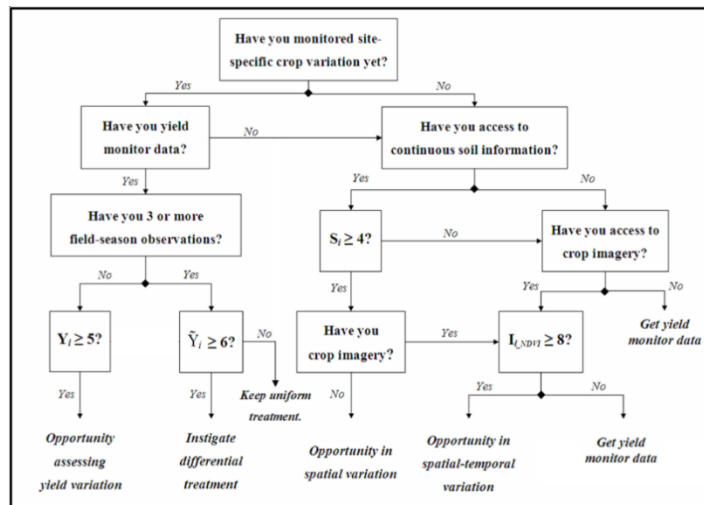 Have you monitored site-
specific crop variation yet?
Yes
No
Have you yield
monitor data?
No
Have you access to
continuous soil information?
Yes
Yes
No
Have you 3 or more
field-season observations?
S_i ≥ 4?
No
Have you access to
crop imagery?
No
Yes
Yes
Yes
No
Y_i ≥ 5?
Ỹ_i ≥ 6?
No
Have you
crop imagery?
Yes
I_{i_NDVI} ≥ 8?
Get yield
monitor data
Yes
Yes
Keep uniform
treatment.
No
Yes
No
Opportunity
assessing
yield variation
Instigate
differential
treatment
Opportunity in
spatial variation
Opportunity in
spatial-temporal
variation
Get yield
monitor data